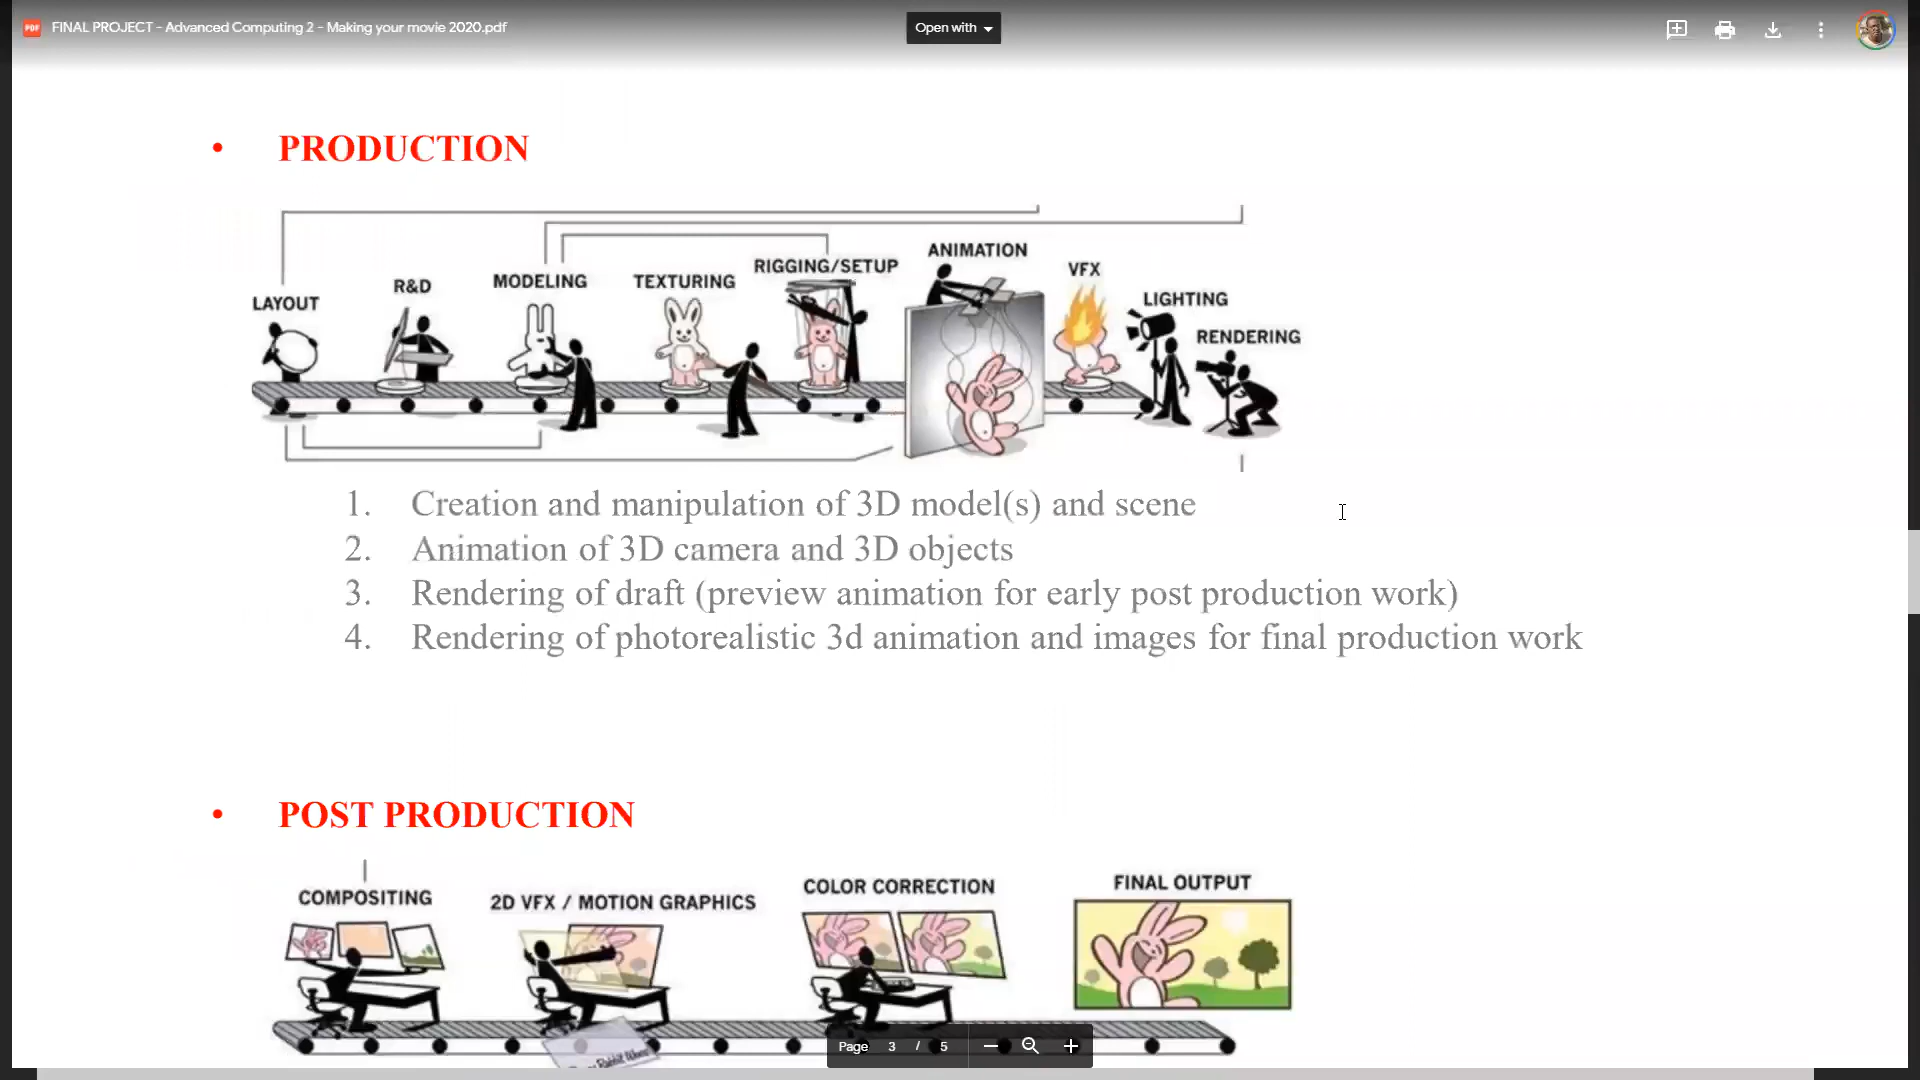 FINAL PROJECT - Advanced Computing 2 - Making your movie 2020.pdf
Open with
• PRODUCTION
LAYOUT
R&D
MODELING
TEXTURING
RIGGING/SETUP
ANIMATION
VFX
LIGHTING
RENDERING
1. Creation and manipulation of 3D model(s) and scene
2. Animation of 3D camera and 3D objects
3. Rendering of draft (preview animation for early post production work)
4. Rendering of photorealistic 3d animation and images for final production work
• POST PRODUCTION
COMPOSITING
2D VFX / MOTION GRAPHICS
COLOR CORRECTION
FINAL OUTPUT
Rabbit
Page 3 / 5